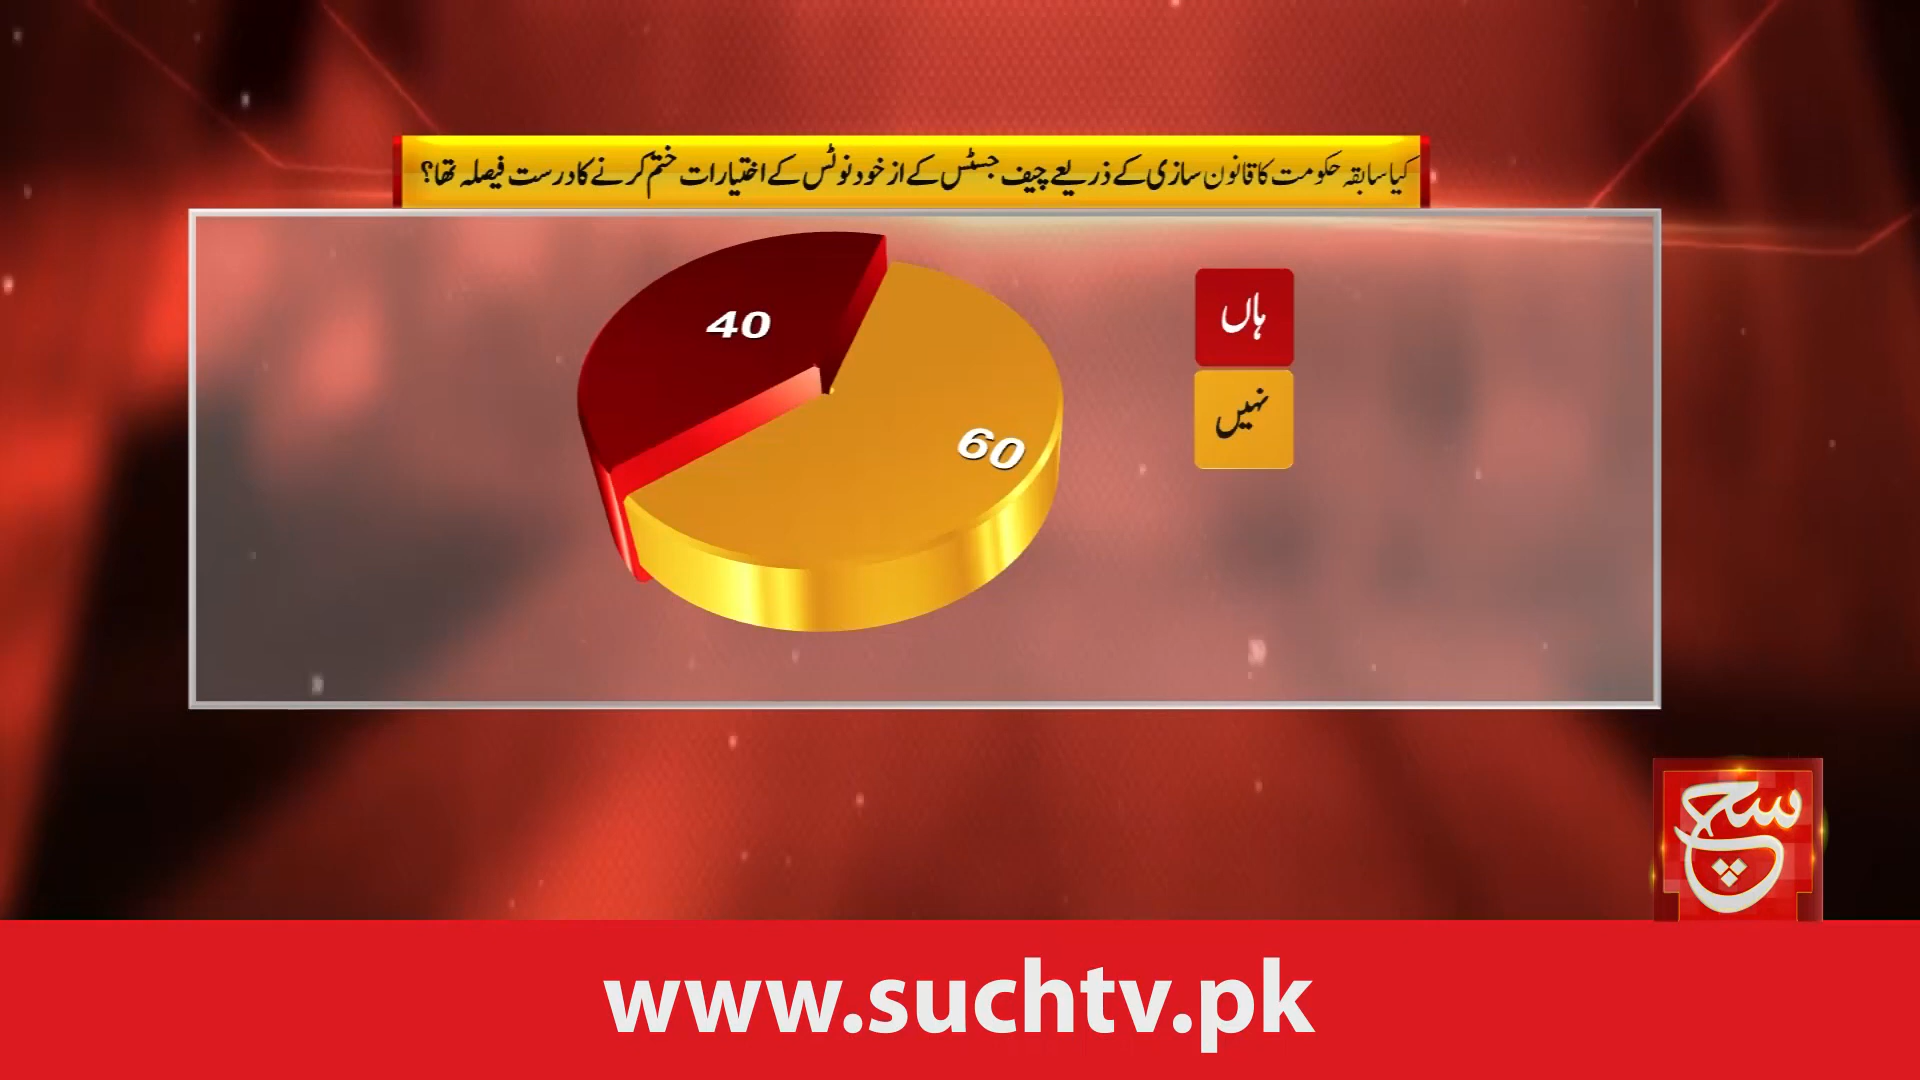 کیا سابقہ حکومت کا قانون سازی کے ذریعے چیف جسٹس کے از خود نوٹس کے اختیارات ختم کرنے کا درست فیصلہ تھا؟
40
ہاں
نہیں
60
سچ
www.suchtv.pk